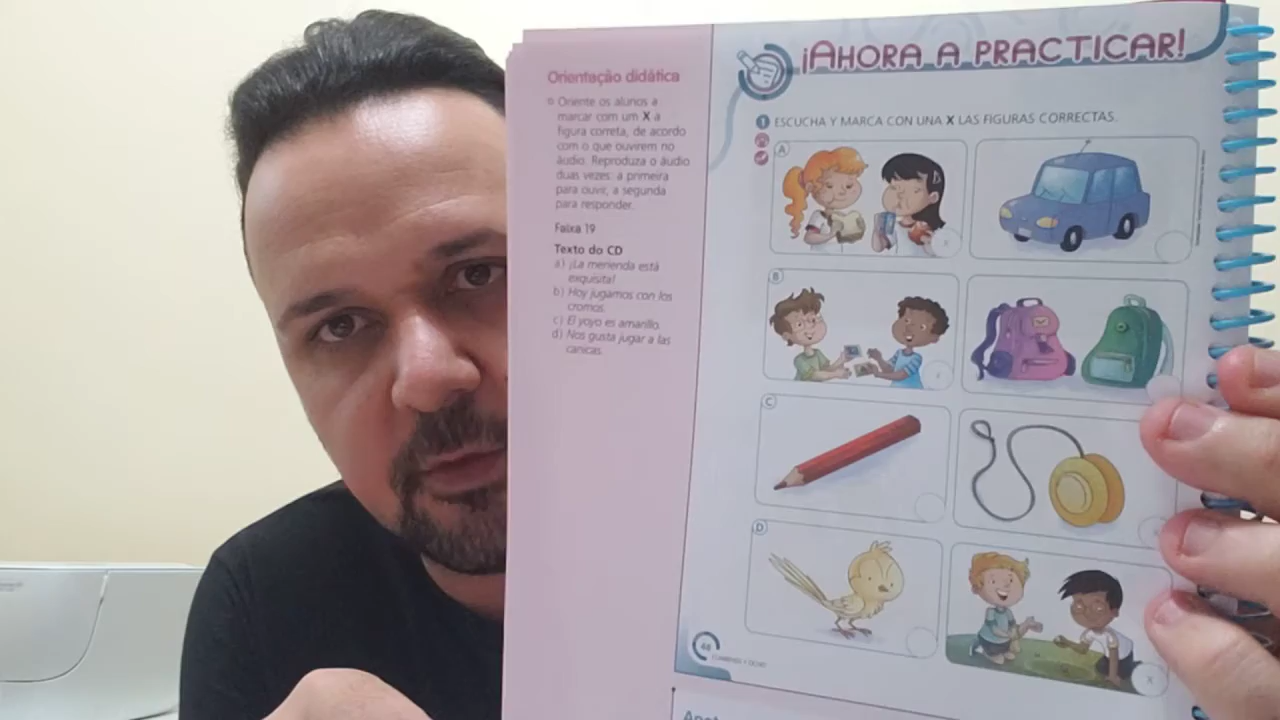 Orientação didática
Oriente os alunos a
marcar com um X a
figura correta, de acordo
com o que ouvirem no
áudio. Reproduza o áudio
duas vezes: a primeira
para ouvir, a segunda
para responder.
Faixa 19
Texto do CD
a) ¡La merienda está
exquisita!
b) Hoy jugamos con los
cromos.
c) El yoyo es amarillo.
d) Nos gusta jugar a las
canicas.
¡AHORA A PRACTICAR!
1 ESCUCHA Y MARCA CON UNA X LAS FIGURAS CORRECTAS.
A
X
B
X
C
D
X